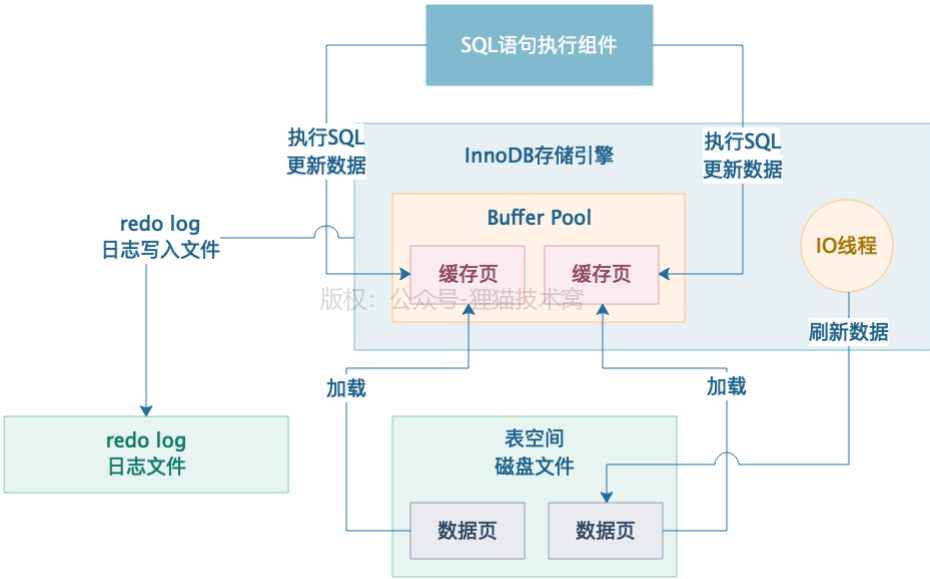 SQL语句执行组件
执行SQL
更新数据
执行SQL
更新数据
InnoDB存储引擎
Buffer Pool
redo log
日志写入文件
IO线程
缓存页
缓存页
版权：公众号-狸猫技术窝
刷新数据
加载
加载
redo log
日志文件
表空间
磁盘文件
数据页
数据页